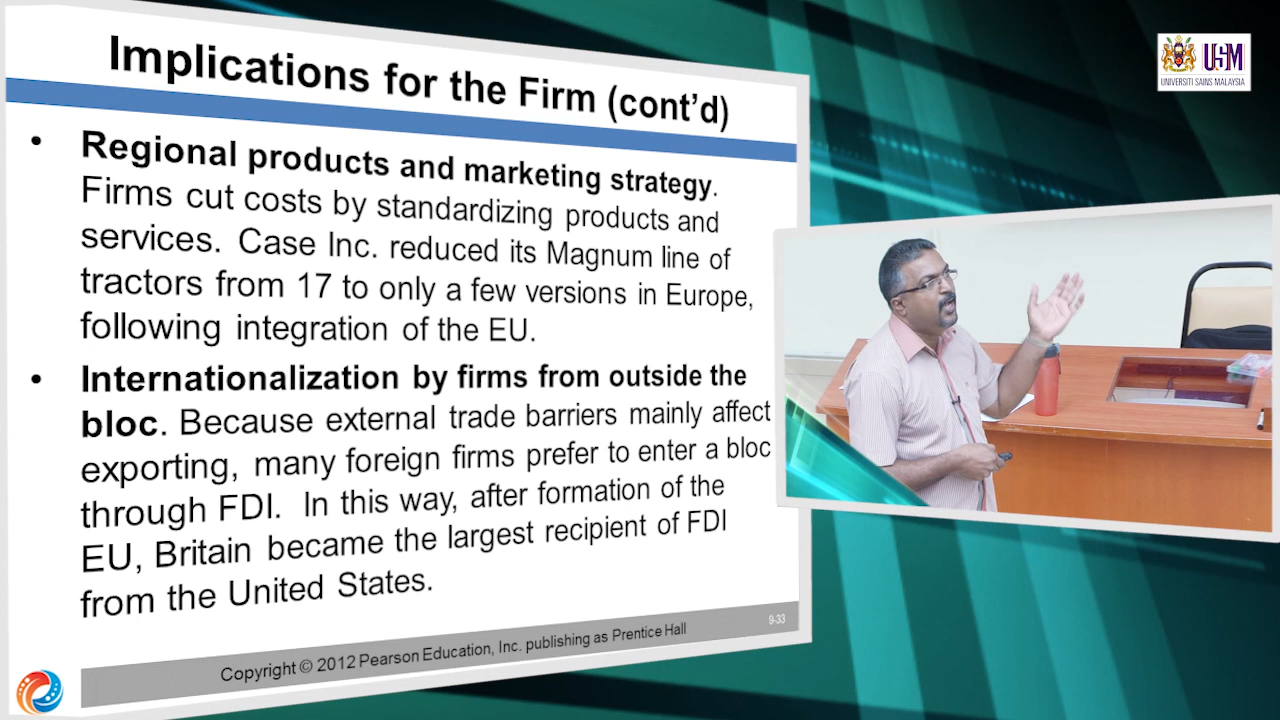 Implications for the Firm (cont’d)
• Regional products and marketing strategy.
Firms cut costs by standardizing products and
services. Case Inc. reduced its Magnum line of
tractors from 17 to only a few versions in Europe,
following integration of the EU.
• Internationalization by firms from outside the
bloc. Because external trade barriers mainly affect
exporting, many foreign firms prefer to enter a bloc
through FDI. In this way, after formation of the
EU, Britain became the largest recipient of FDI
from the United States.
Copyright © 2012 Pearson Education, Inc. publishing as Prentice Hall
9-33
USM
UNIVERSITI SAINS MALAYSIA